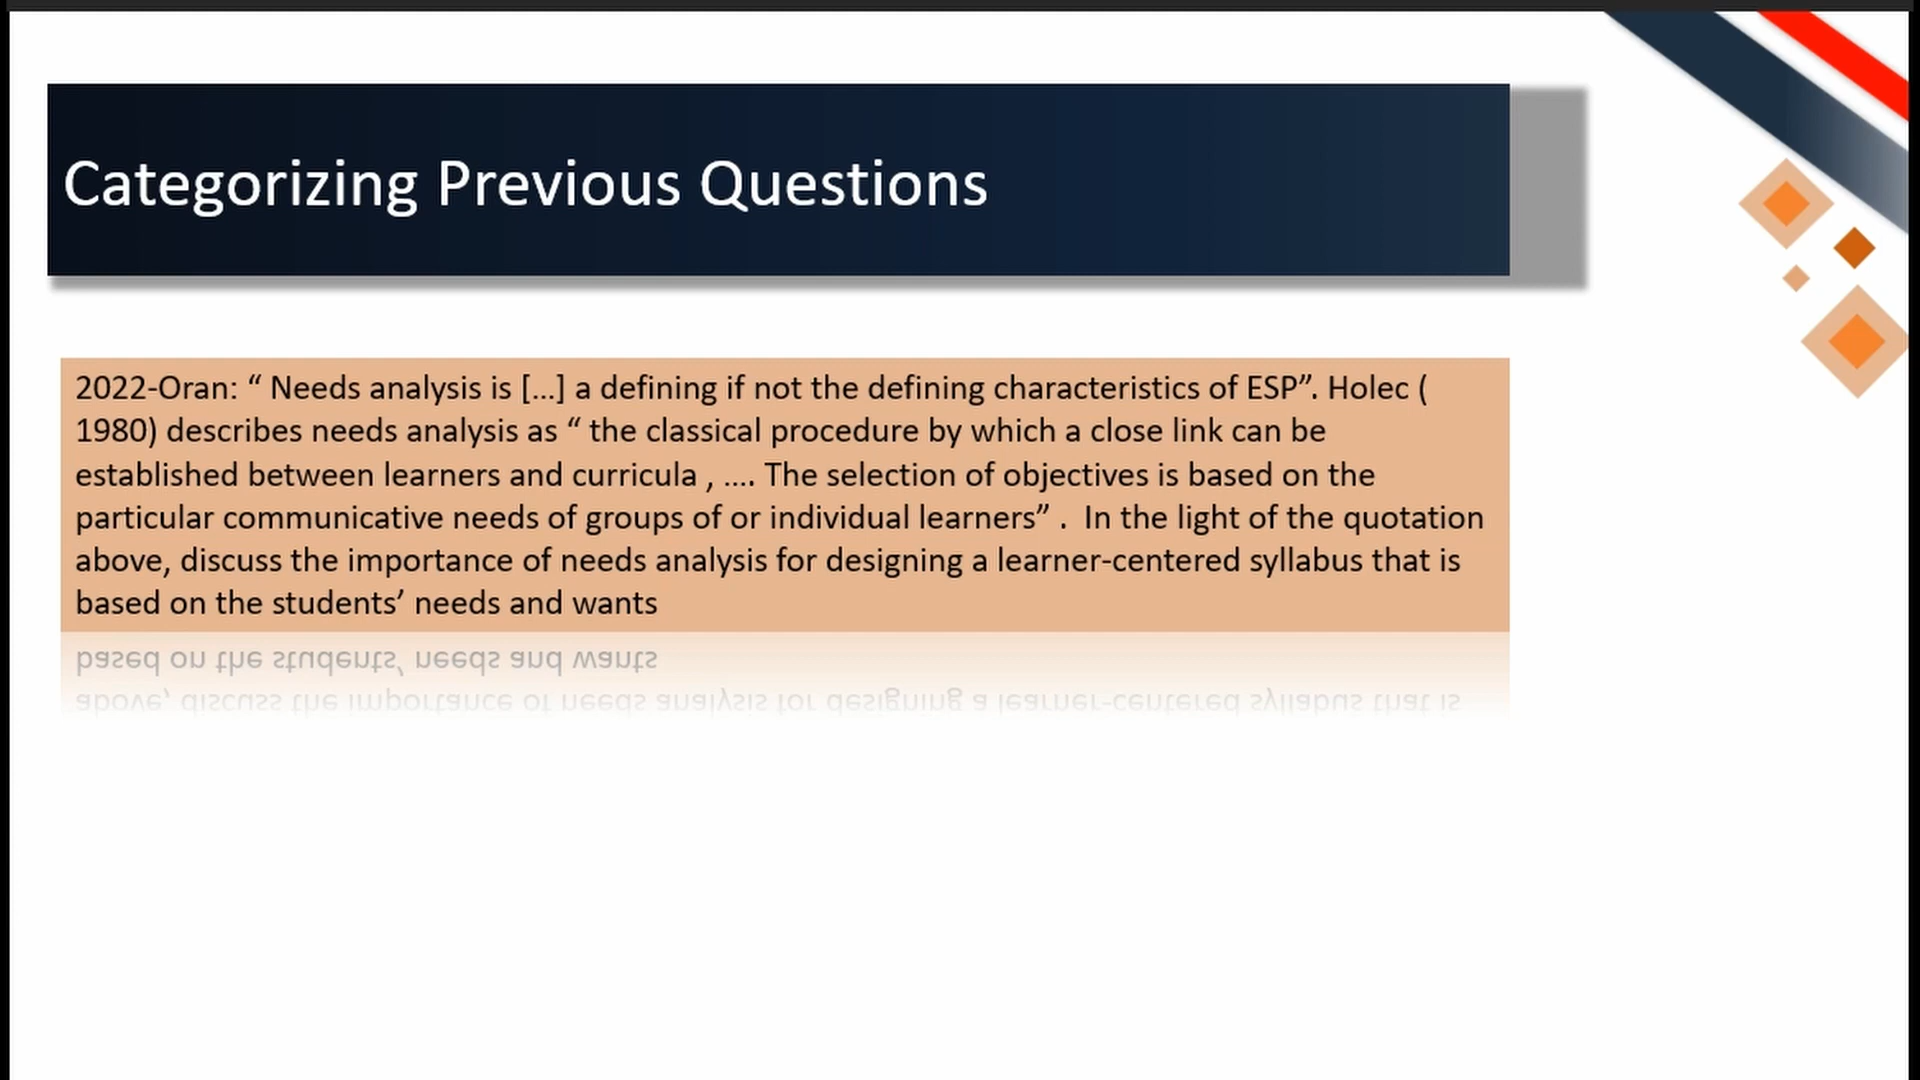 Categorizing Previous Questions
2022-Oran: “ Needs analysis is [...] a defining if not the defining characteristics of ESP”. Holec (
1980) describes needs analysis as “ the classical procedure by which a close link can be
established between learners and curricula , .... The selection of objectives is based on the
particular communicative needs of groups of or individual learners” .  In the light of the quotation
above, discuss the importance of needs analysis for designing a learner-centered syllabus that is
based on the students’ needs and wants